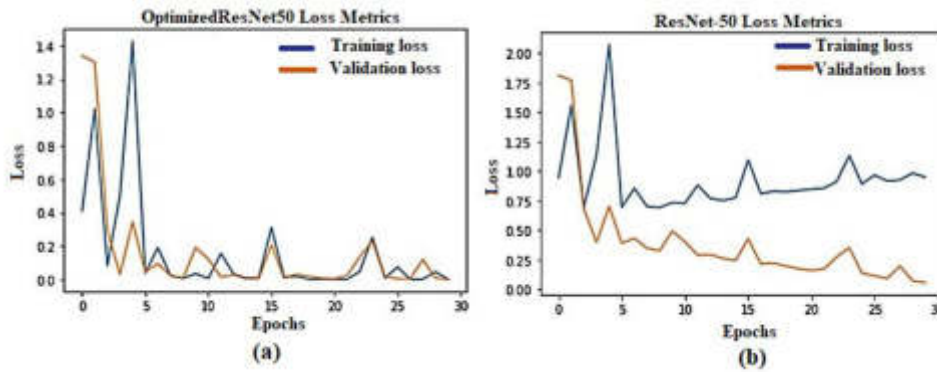 OptimizedResNet50 Loss Metrics
Training loss
Validation loss
1.4
1.2
1.0
0.8
0.6
0.4
0.2
0.0
Loss
0 5 10 15 20 25 30
Epochs
(a)
ResNet-50 Loss Metrics
Training loss
Validation loss
2.00
1.75
1.50
1.25
1.00
0.75
0.50
0.25
0.00
Loss
0 5 10 15 20 25 30
Epochs
(b)